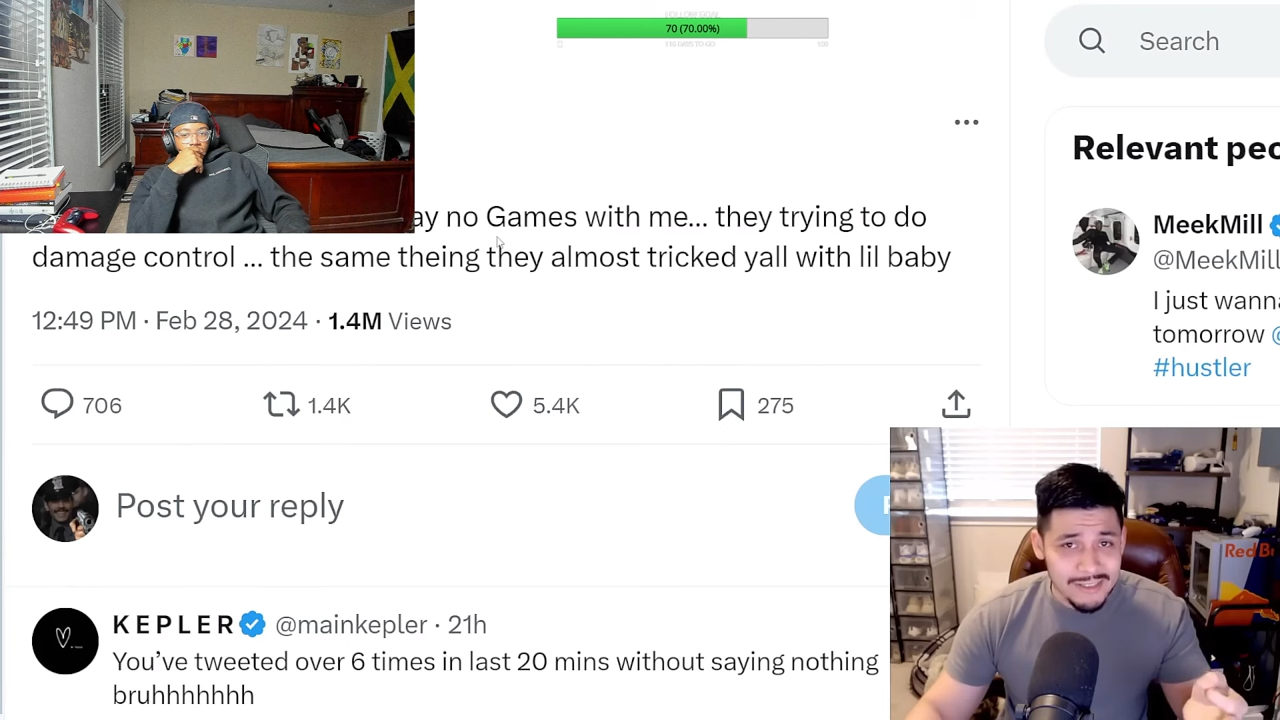 70 (70.00%)
Search
Relevant peo
ay no Games with me... they trying to do
damage control ... the same theing they almost tricked yall with lil baby
12:49 PM · Feb 28, 2024 · 1.4M Views
706 1.4K 5.4K 275
MeekMill
@MeekMill
I just wanna
tomorrow @
#hustler
Post your reply
Red B
KEPLER @mainkepler · 21h
You've tweeted over 6 times in last 20 mins without saying nothing
bruhhhhhhh